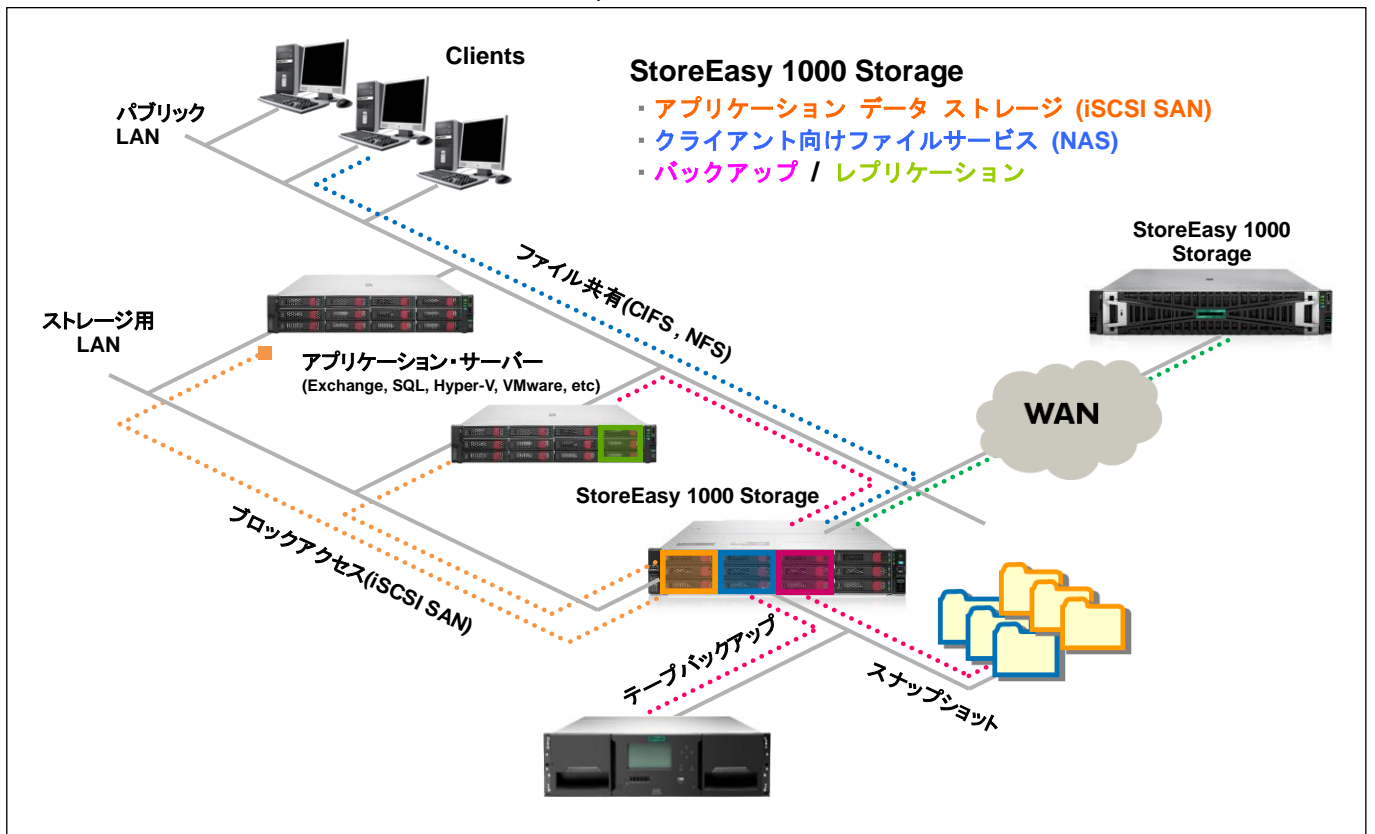 Clients
StoreEasy 1000 Storage
・アプリケーション データ ストレージ (iSCSI SAN)
・クライアント向けファイルサービス (NAS)
・バックアップ / レプリケーション
パブリック
LAN
StoreEasy 1000
Storage
ファイル共有(CIFS , NFS)
ストレージ用
LAN
アプリケーション・サーバー
(Exchange, SQL, Hyper-V, VMware, etc)
WAN
StoreEasy 1000 Storage
ブロックアクセス(iSCSI SAN)
テープバックアップ
スナップショット